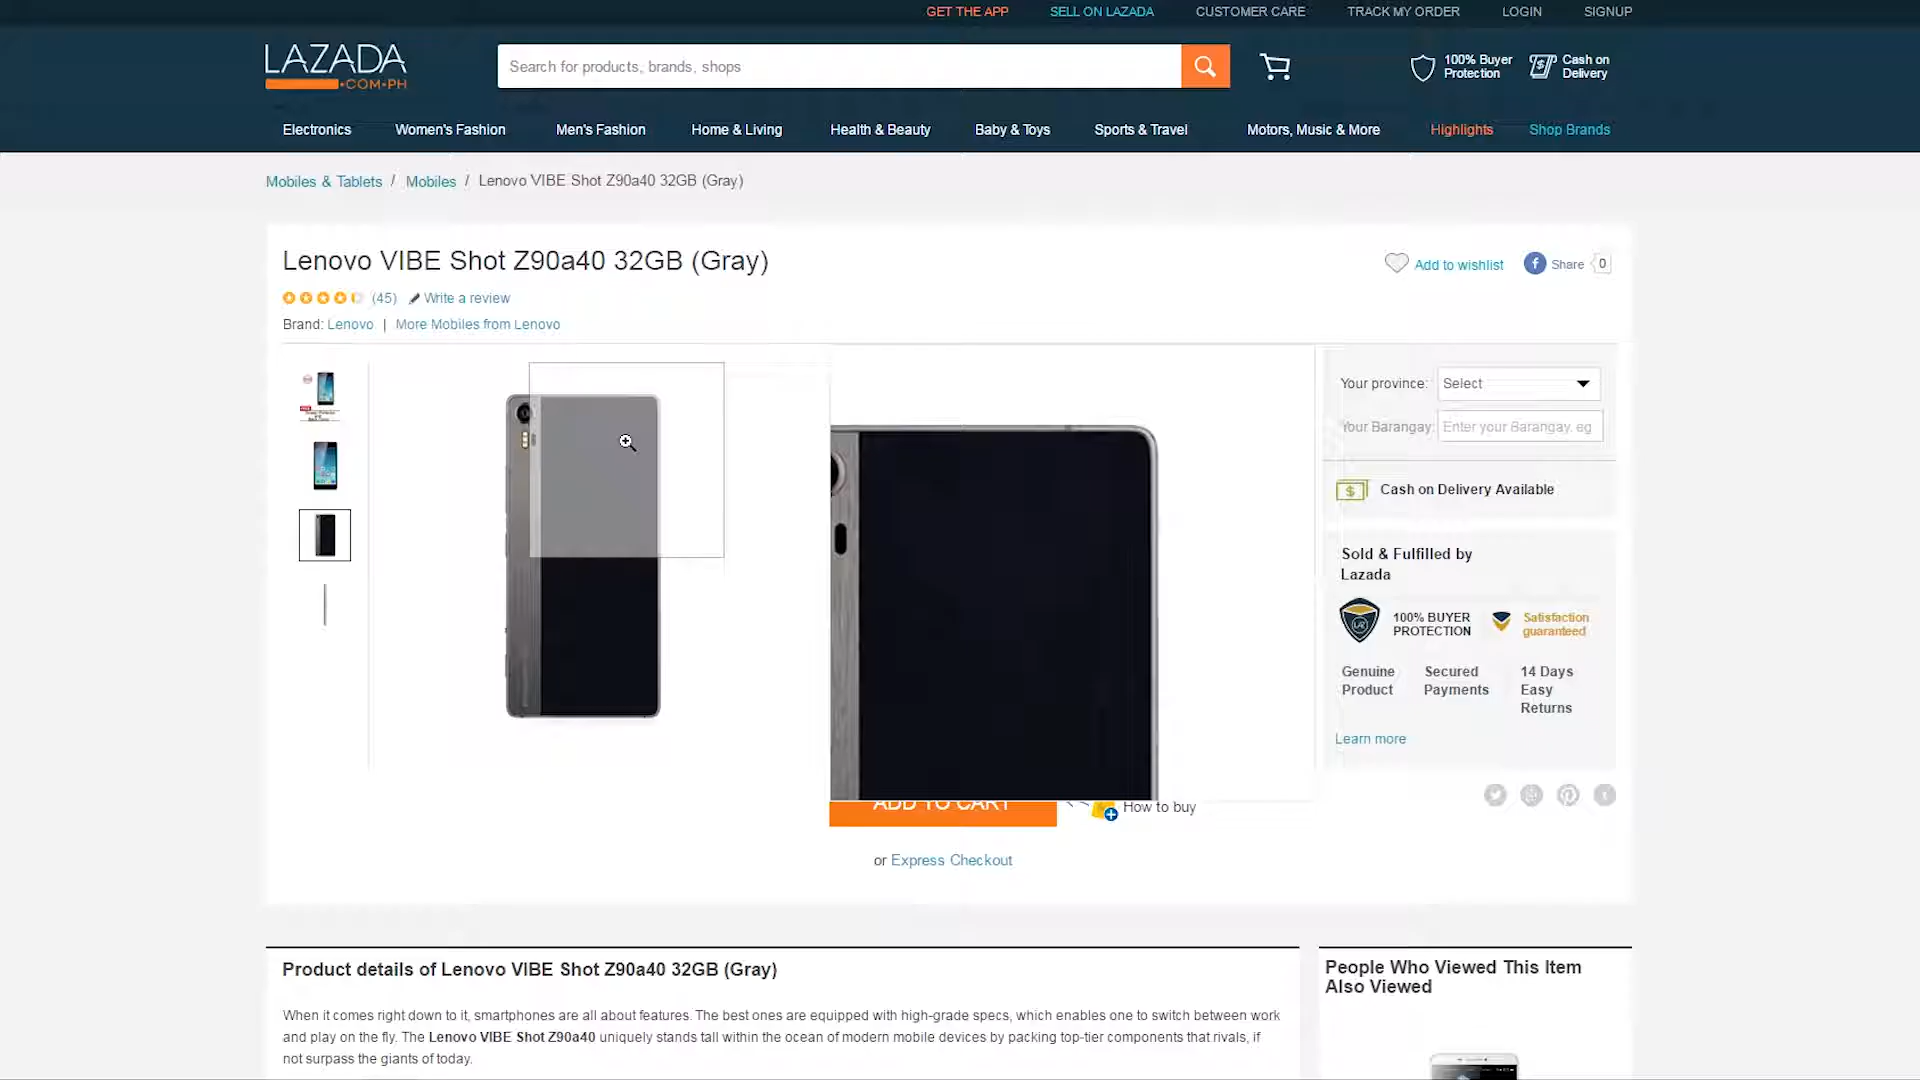 GET THE APP SELL ON LAZADA CUSTOMER CARE TRACK MY ORDER LOGIN SIGNUP
LAZADA
.COM.PH
Search for products, brands, shops
100% Buyer
Protection
Cash on
Delivery
Electronics Women's Fashion Men's Fashion Home & Living Health & Beauty Baby & Toys Sports & Travel Motors, Music & More Highlights Shop Brands
Mobiles & Tablets / Mobiles / Lenovo VIBE Shot Z90a40 32GB (Gray)
Lenovo VIBE Shot Z90a40 32GB (Gray)
Add to wishlist
Share 0
(45) Write a review
Brand: Lenovo | More Mobiles from Lenovo
Your province: Select
Your Barangay: Enter your Barangay, eg
Cash on Delivery Available
Sold & Fulfilled by
Lazada
100% BUYER
PROTECTION
Satisfaction
guaranteed
Genuine
Product
Secured
Payments
14 Days
Easy
Returns
Learn more
ADD TO CART
How to buy
or Express Checkout
Product details of Lenovo VIBE Shot Z90a40 32GB (Gray)
When it comes right down to it, smartphones are all about features. The best ones are equipped with high-grade specs, which enables one to switch between work
and play on the fly. The Lenovo VIBE Shot Z90a40 uniquely stands tall within the ocean of modern mobile devices by packing top-tier components that rivals, if
not surpass the giants of today.
People Who Viewed This Item
Also Viewed